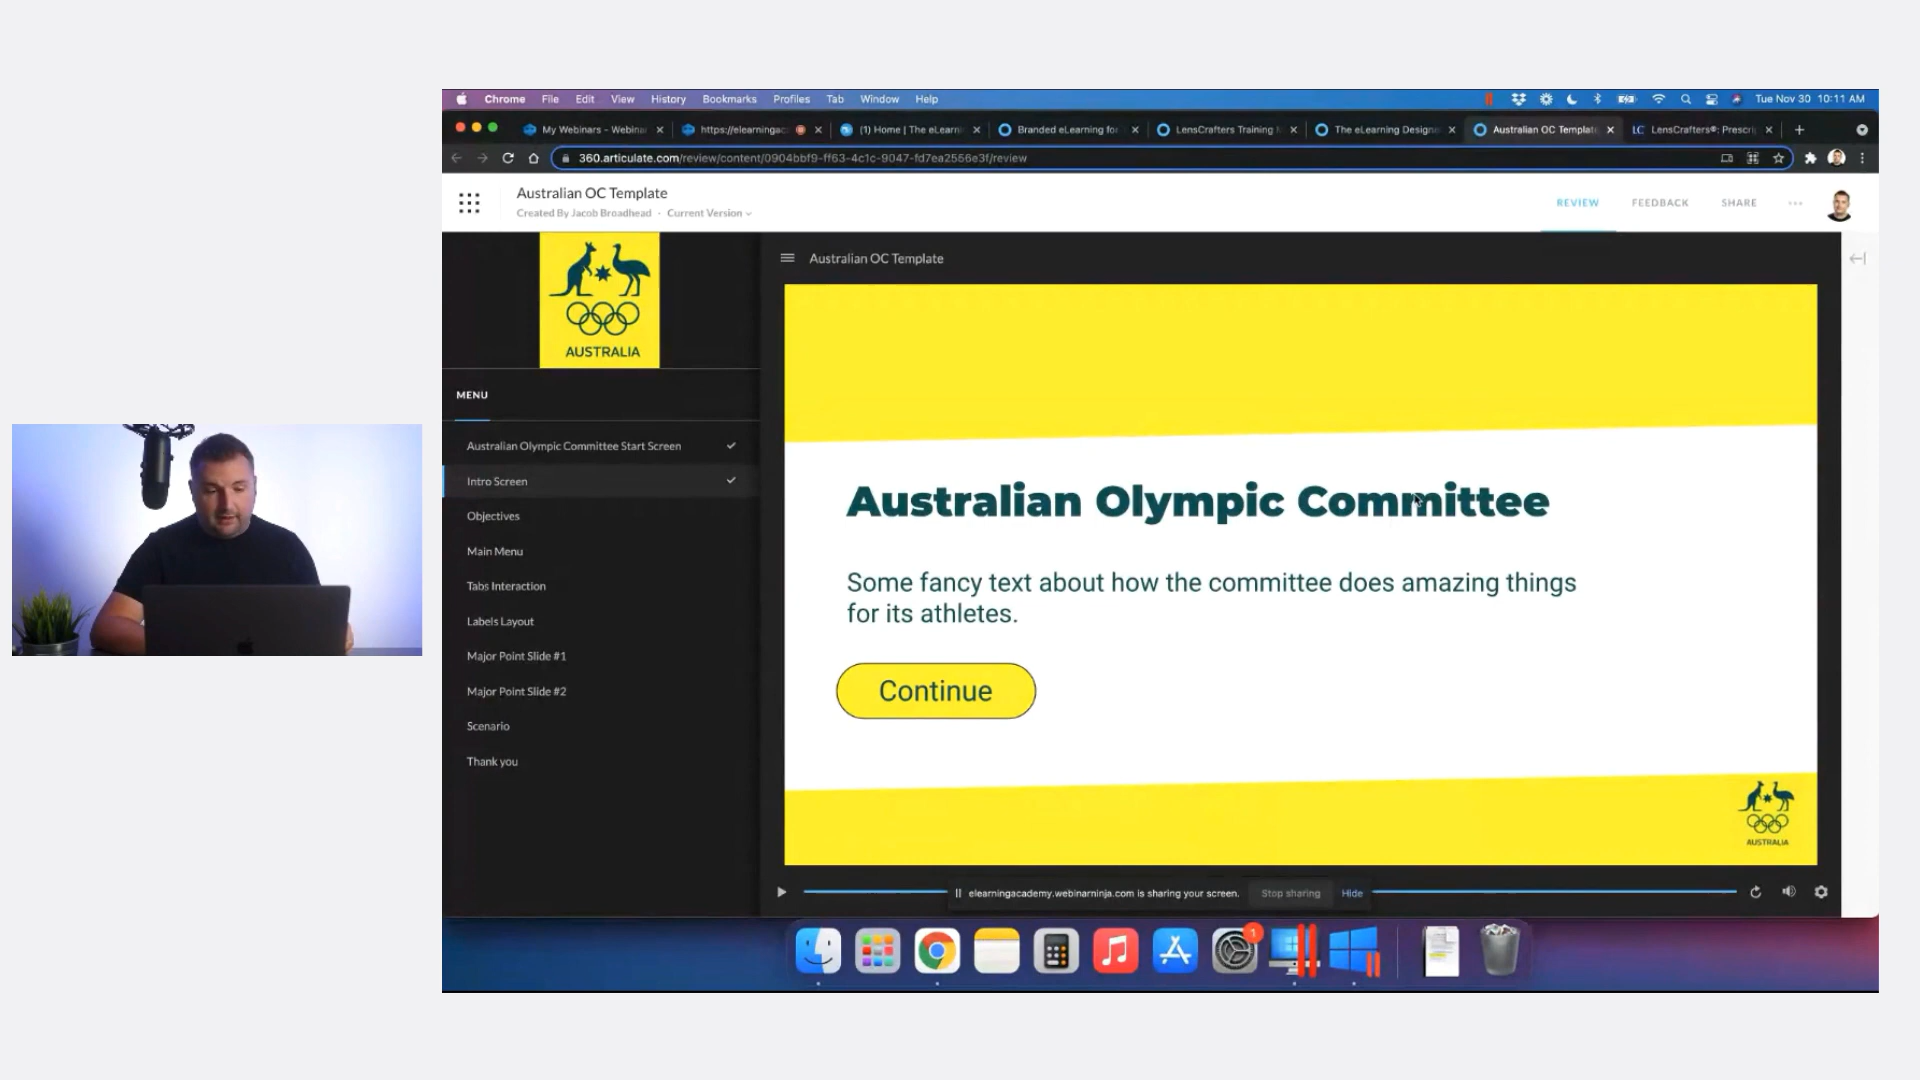 Chrome File Edit View History Bookmarks Profiles Tab Window Help Tue Nov 30 10:11 AM
My Webinars - Webinar https://elearningac (1) Home | The eLearn Branded eLearning for LensCrafters Training The eLearning Designe Australian OC Template LC LensCrafters®: Prescri
360.articulate.com/review/content/0904bbf9-ff63-4c1c-9047-fd7ea2556e3f/review
Australian OC Template
Created By Jacob Broadhead · Current Version
REVIEW FEEDBACK SHARE
AUSTRALIA
MENU
Australian Olympic Committee Start Screen
Intro Screen
Objectives
Main Menu
Tabs Interaction
Labels Layout
Major Point Slide #1
Major Point Slide #2
Scenario
Thank you
Australian OC Template
Australian Olympic Committee
Some fancy text about how the committee does amazing things
for its athletes.
Continue
AUSTRALIA
elearningacademy.webinarninja.com is sharing your screen. Stop sharing Hide
1